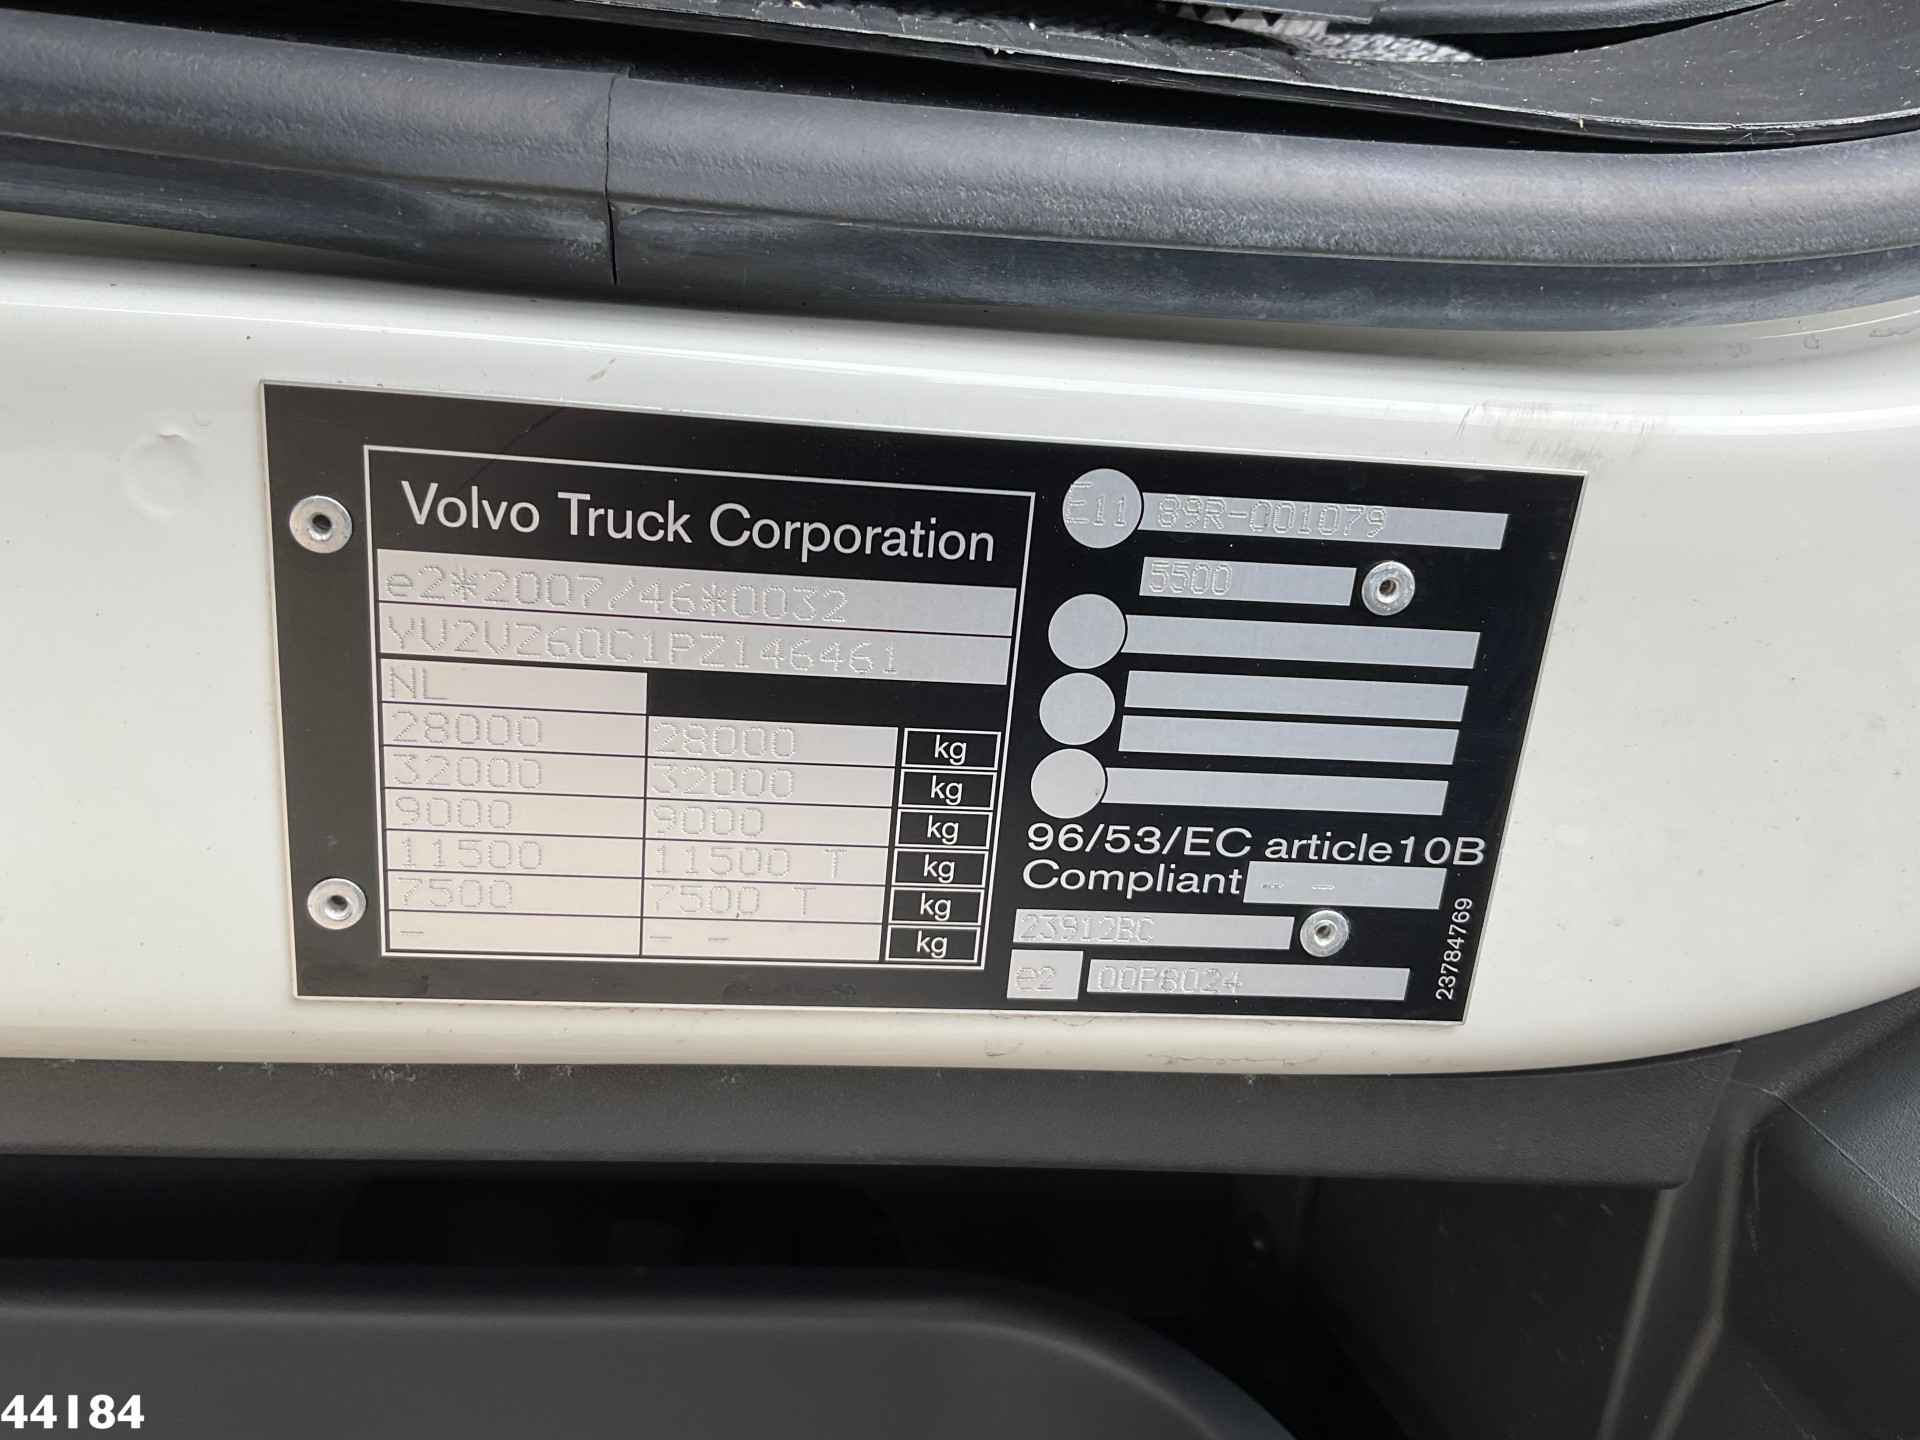 Volvo Truck Corporation
e2*2007/46*0032
YV2VZ60C1PZ146461
NL
28000 28000 kg
32000 32000 kg
9000 9000 kg
11500 11500 T kg
7500 7500 T kg
- - - kg
E11 89R-001079
5500
96/53/EC article10B
Compliant - -
23912BC
e2 00P8024
23784769
44184